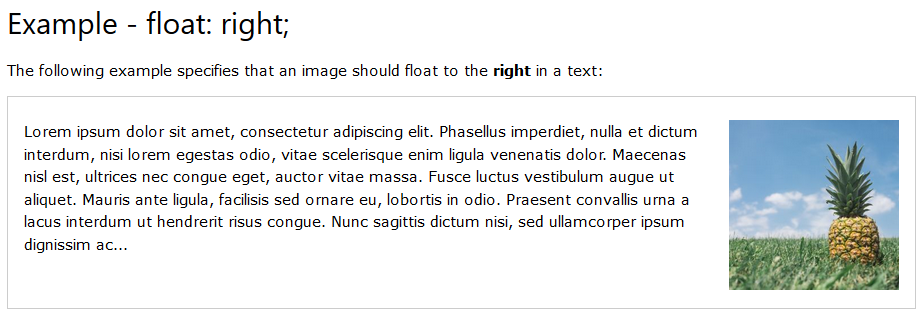 Example - float: right;
The following example specifies that an image should float to the right in a text:
Lorem ipsum dolor sit amet, consectetur adipiscing elit. Phasellus imperdiet, nulla et dictum
interdum, nisi lorem egestas odio, vitae scelerisque enim ligula venenatis dolor. Maecenas
nisl est, ultrices nec congue eget, auctor vitae massa. Fusce luctus vestibulum augue ut
aliquet. Mauris ante ligula, facilisis sed ornare eu, lobortis in odio. Praesent convallis urna a
lacus interdum ut hendrerit risus congue. Nunc sagittis dictum nisi, sed ullamcorper ipsum
dignissim ac...